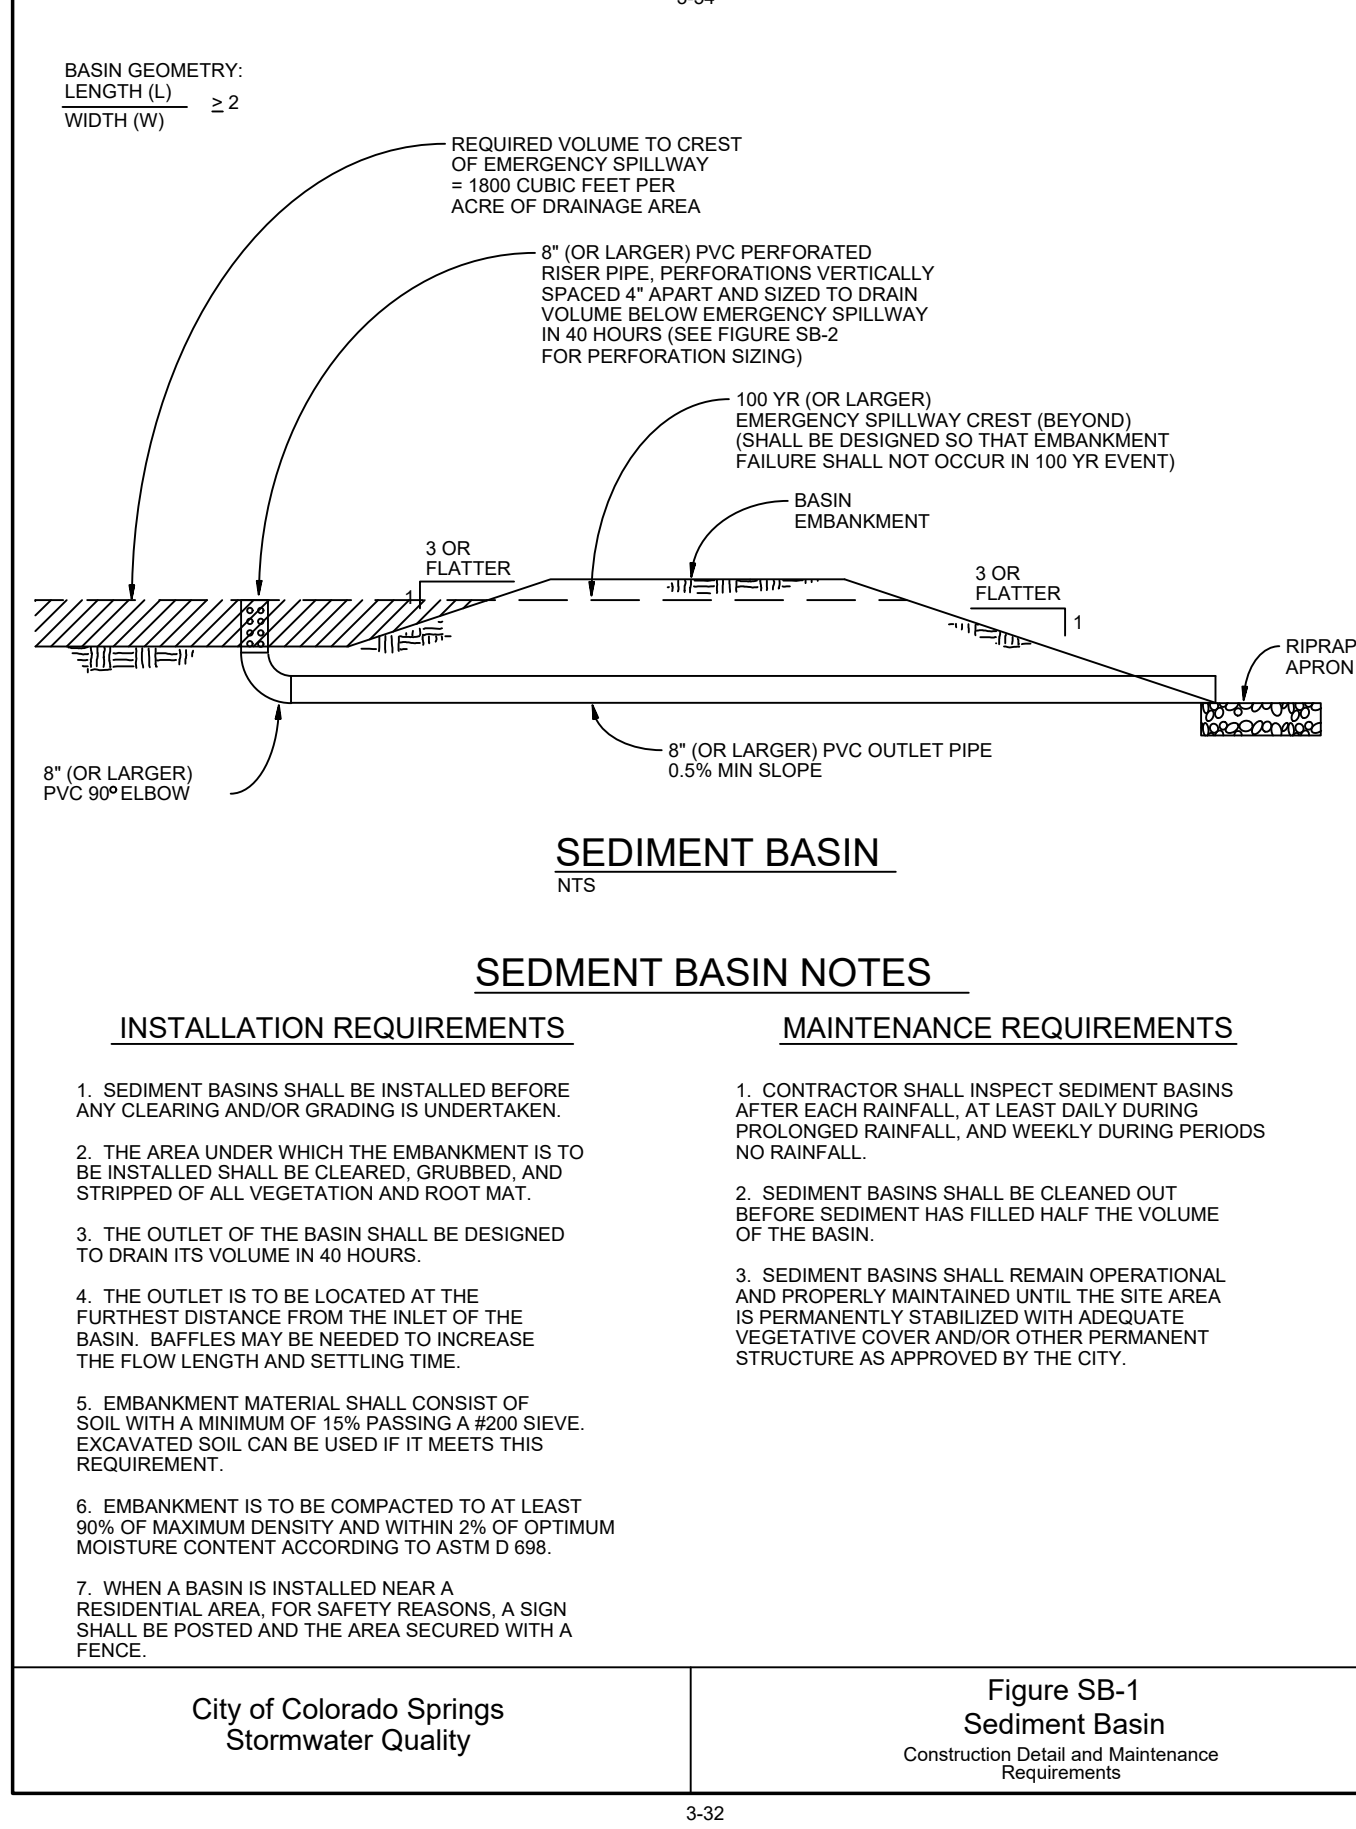 BASIN GEOMETRY:
LENGTH (L)
WIDTH (W)
≥ 2
REQUIRED VOLUME TO CREST
OF EMERGENCY SPILLWAY
= 1800 CUBIC FEET PER
ACRE OF DRAINAGE AREA
8" (OR LARGER) PVC PERFORATED
RISER PIPE, PERFORATIONS VERTICALLY
SPACED 4" APART AND SIZED TO DRAIN
VOLUME BELOW EMERGENCY SPILLWAY
IN 40 HOURS (SEE FIGURE SB-2
FOR PERFORATION SIZING)
100 YR (OR LARGER)
EMERGENCY SPILLWAY CREST (BEYOND)
(SHALL BE DESIGNED SO THAT EMBANKMENT
FAILURE SHALL NOT OCCUR IN 100 YR EVENT)
BASIN
EMBANKMENT
3 OR
FLATTER
1
3 OR
FLATTER
1
RIPRAP
APRON
8" (OR LARGER) PVC OUTLET PIPE
0.5% MIN SLOPE
8" (OR LARGER)
PVC 90° ELBOW
SEDIMENT BASIN
NTS
SEDMENT BASIN NOTES
INSTALLATION REQUIREMENTS
1. SEDIMENT BASINS SHALL BE INSTALLED BEFORE
ANY CLEARING AND/OR GRADING IS UNDERTAKEN.
2. THE AREA UNDER WHICH THE EMBANKMENT IS TO
BE INSTALLED SHALL BE CLEARED, GRUBBED, AND
STRIPPED OF ALL VEGETATION AND ROOT MAT.
3. THE OUTLET OF THE BASIN SHALL BE DESIGNED
TO DRAIN ITS VOLUME IN 40 HOURS.
4. THE OUTLET IS TO BE LOCATED AT THE
FURTHEST DISTANCE FROM THE INLET OF THE
BASIN. BAFFLES MAY BE NEEDED TO INCREASE
THE FLOW LENGTH AND SETTLING TIME.
5. EMBANKMENT MATERIAL SHALL CONSIST OF
SOIL WITH A MINIMUM OF 15% PASSING A #200 SIEVE.
EXCAVATED SOIL CAN BE USED IF IT MEETS THIS
REQUIREMENT.
6. EMBANKMENT IS TO BE COMPACTED TO AT LEAST
90% OF MAXIMUM DENSITY AND WITHIN 2% OF OPTIMUM
MOISTURE CONTENT ACCORDING TO ASTM D 698.
7. WHEN A BASIN IS INSTALLED NEAR A
RESIDENTIAL AREA, FOR SAFETY REASONS, A SIGN
SHALL BE POSTED AND THE AREA SECURED WITH A
FENCE.
MAINTENANCE REQUIREMENTS
1. CONTRACTOR SHALL INSPECT SEDIMENT BASINS
AFTER EACH RAINFALL, AT LEAST DAILY DURING
PROLONGED RAINFALL, AND WEEKLY DURING PERIODS
NO RAINFALL.
2. SEDIMENT BASINS SHALL BE CLEANED OUT
BEFORE SEDIMENT HAS FILLED HALF THE VOLUME
OF THE BASIN.
3. SEDIMENT BASINS SHALL REMAIN OPERATIONAL
AND PROPERLY MAINTAINED UNTIL THE SITE AREA
IS PERMANENTLY STABILIZED WITH ADEQUATE
VEGETATIVE COVER AND/OR OTHER PERMANENT
STRUCTURE AS APPROVED BY THE CITY.
City of Colorado Springs
Stormwater Quality
Figure SB-1
Sediment Basin
Construction Detail and Maintenance
Requirements
3-32